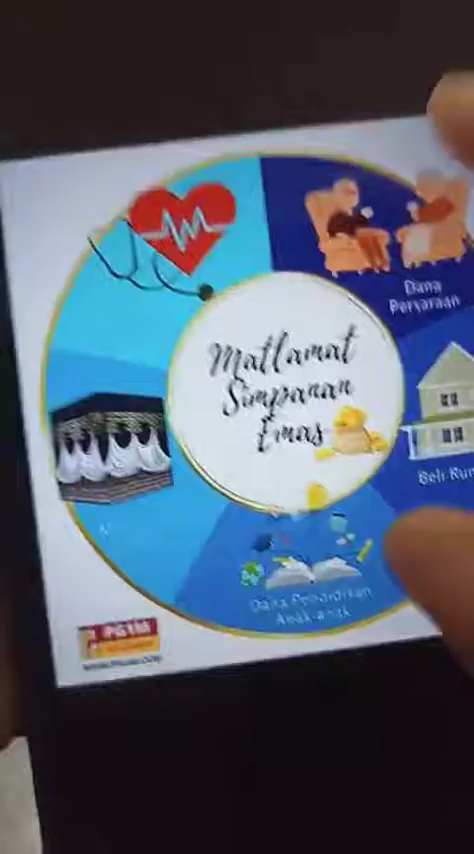 Dana
Persaraan
Matlamat
Simpanan
Emas
Beli Rum
Dana Pendidikan
Anak-anak